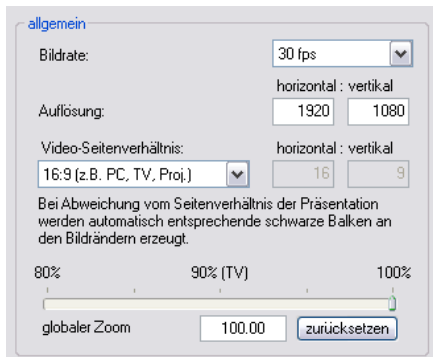 allgemein
Bildrate: 30 fps
horizontal : vertikal
Auflösung: 1920 1080
Video-Seitenverhältnis: horizontal : vertikal
16:9 (z.B. PC, TV, Proj.) 16 9
Bei Abweichung vom Seitenverhältnis der Präsentation
werden automatisch entsprechende schwarze Balken an
den Bildrändern erzeugt.
80% 90% (TV) 100%
globaler Zoom 100.00 zurücksetzen